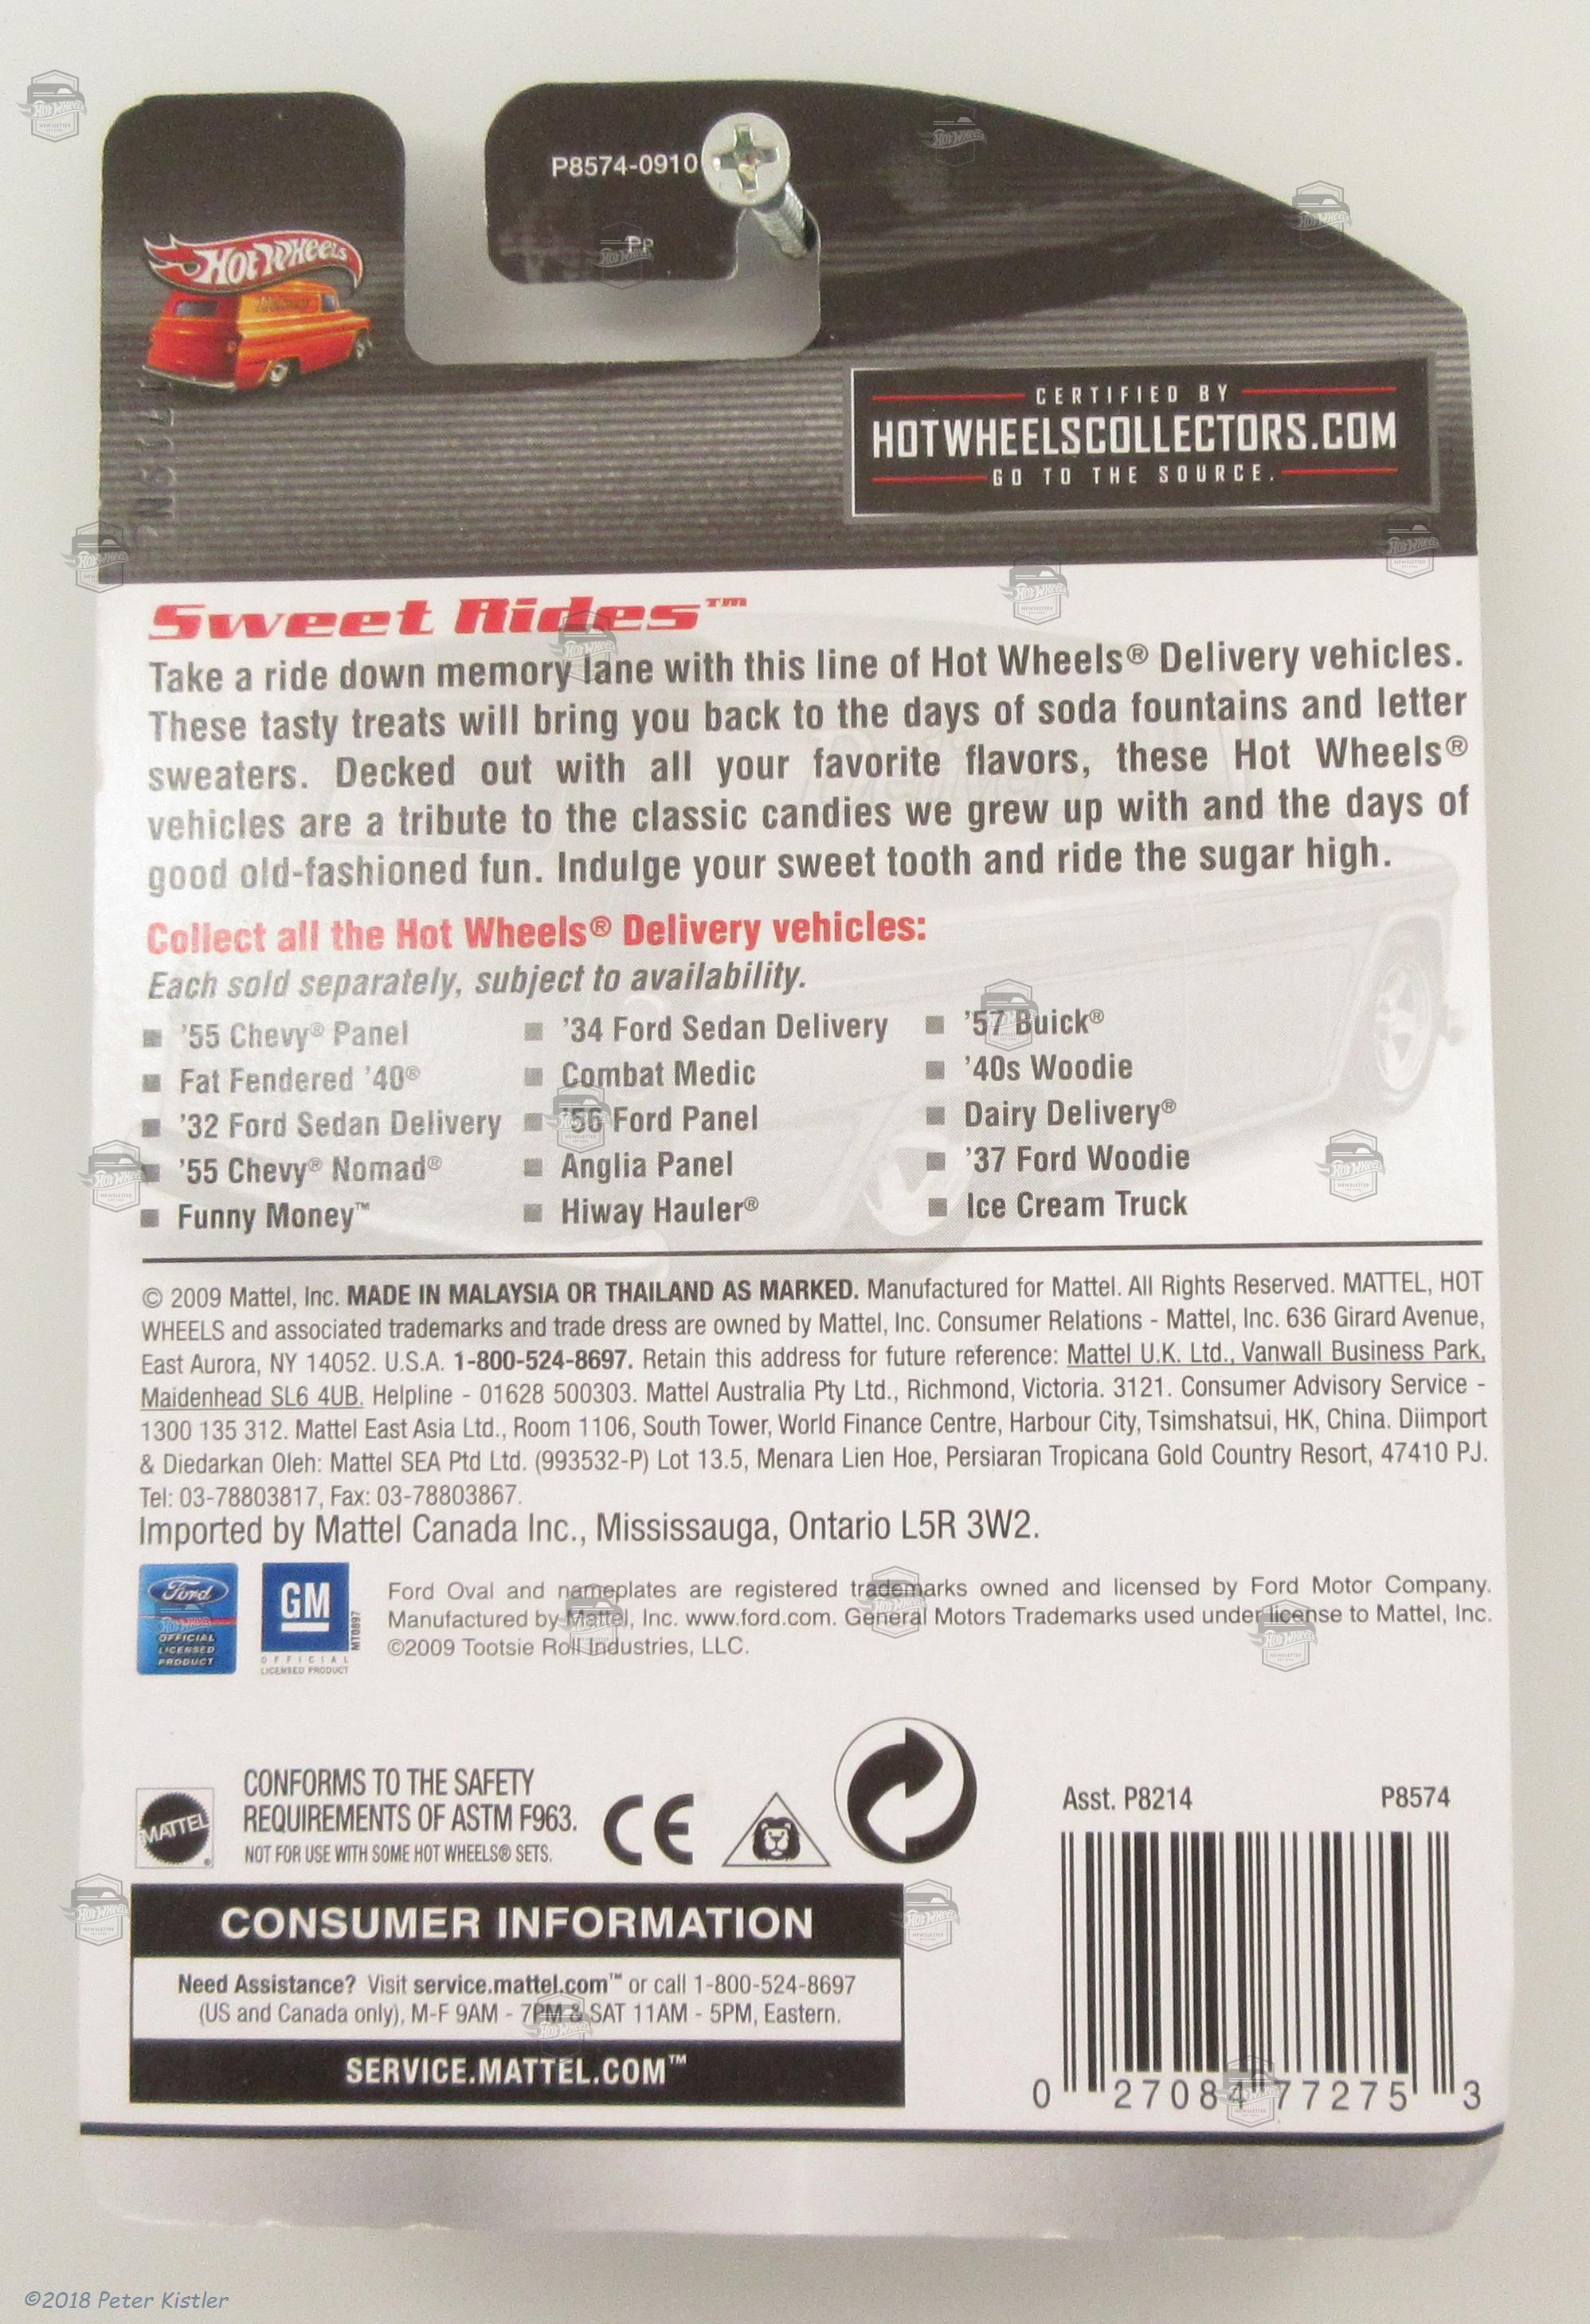 P8574-0910
HOT WHEELS
CERTIFIED BY
HOTWHEELSCOLLECTORS.COM
GO TO THE SOURCE.
Sweet Rides™
Take a ride down memory lane with this line of Hot Wheels® Delivery vehicles.
These tasty treats will bring you back to the days of soda fountains and letter
sweaters. Decked out with all your favorite flavors, these Hot Wheels®
vehicles are a tribute to the classic candies we grew up with and the days of
good old-fashioned fun. Indulge your sweet tooth and ride the sugar high.
Collect all the Hot Wheels® Delivery vehicles:
Each sold separately, subject to availability.
■ '55 Chevy® Panel
■ Fat Fendered '40®
■ '32 Ford Sedan Delivery
■ '55 Chevy® Nomad®
■ Funny Money™
■ '34 Ford Sedan Delivery
■ Combat Medic
■ '56 Ford Panel
■ Anglia Panel
■ Hiway Hauler®
■ '57 Buick®
■ '40s Woodie
■ Dairy Delivery®
■ '37 Ford Woodie
■ Ice Cream Truck
© 2009 Mattel, Inc. MADE IN MALAYSIA OR THAILAND AS MARKED. Manufactured for Mattel. All Rights Reserved. MATTEL, HOT
WHEELS and associated trademarks and trade dress are owned by Mattel, Inc. Consumer Relations - Mattel, Inc. 636 Girard Avenue,
East Aurora, NY 14052. U.S.A. 1-800-524-8697. Retain this address for future reference: Mattel U.K. Ltd., Vanwall Business Park,
Maidenhead SL6 4UB. Helpline - 01628 500303. Mattel Australia Pty Ltd., Richmond, Victoria. 3121. Consumer Advisory Service -
1300 135 312. Mattel East Asia Ltd., Room 1106, South Tower, World Finance Centre, Harbour City, Tsimshatsui, HK, China. Diimport
& Diedarkan Oleh: Mattel SEA Ptd Ltd. (993532-P) Lot 13.5, Menara Lien Hoe, Persiaran Tropicana Gold Country Resort, 47410 PJ.
Tel: 03-78803817, Fax: 03-78803867.
Imported by Mattel Canada Inc., Mississauga, Ontario L5R 3W2.
Ford
Hot Wheels
OFFICIAL
LICENSED
PRODUCT
GM
OFFICIAL
LICENSED PRODUCT
MT0897
Ford Oval and nameplates are registered trademarks owned and licensed by Ford Motor Company.
Manufactured by Mattel, Inc. www.ford.com. General Motors Trademarks used under license to Mattel, Inc.
©2009 Tootsie Roll Industries, LLC.
MATTEL
CONFORMS TO THE SAFETY
REQUIREMENTS OF ASTM F963.
NOT FOR USE WITH SOME HOT WHEELS® SETS.
CE
Asst. P8214 P8574
CONSUMER INFORMATION
Need Assistance? Visit service.mattel.com™ or call 1-800-524-8697
(US and Canada only), M-F 9AM - 7PM & SAT 11AM - 5PM, Eastern.
SERVICE.MATTEL.COM™
0 27084 77275 3
©2018 Peter Kistler